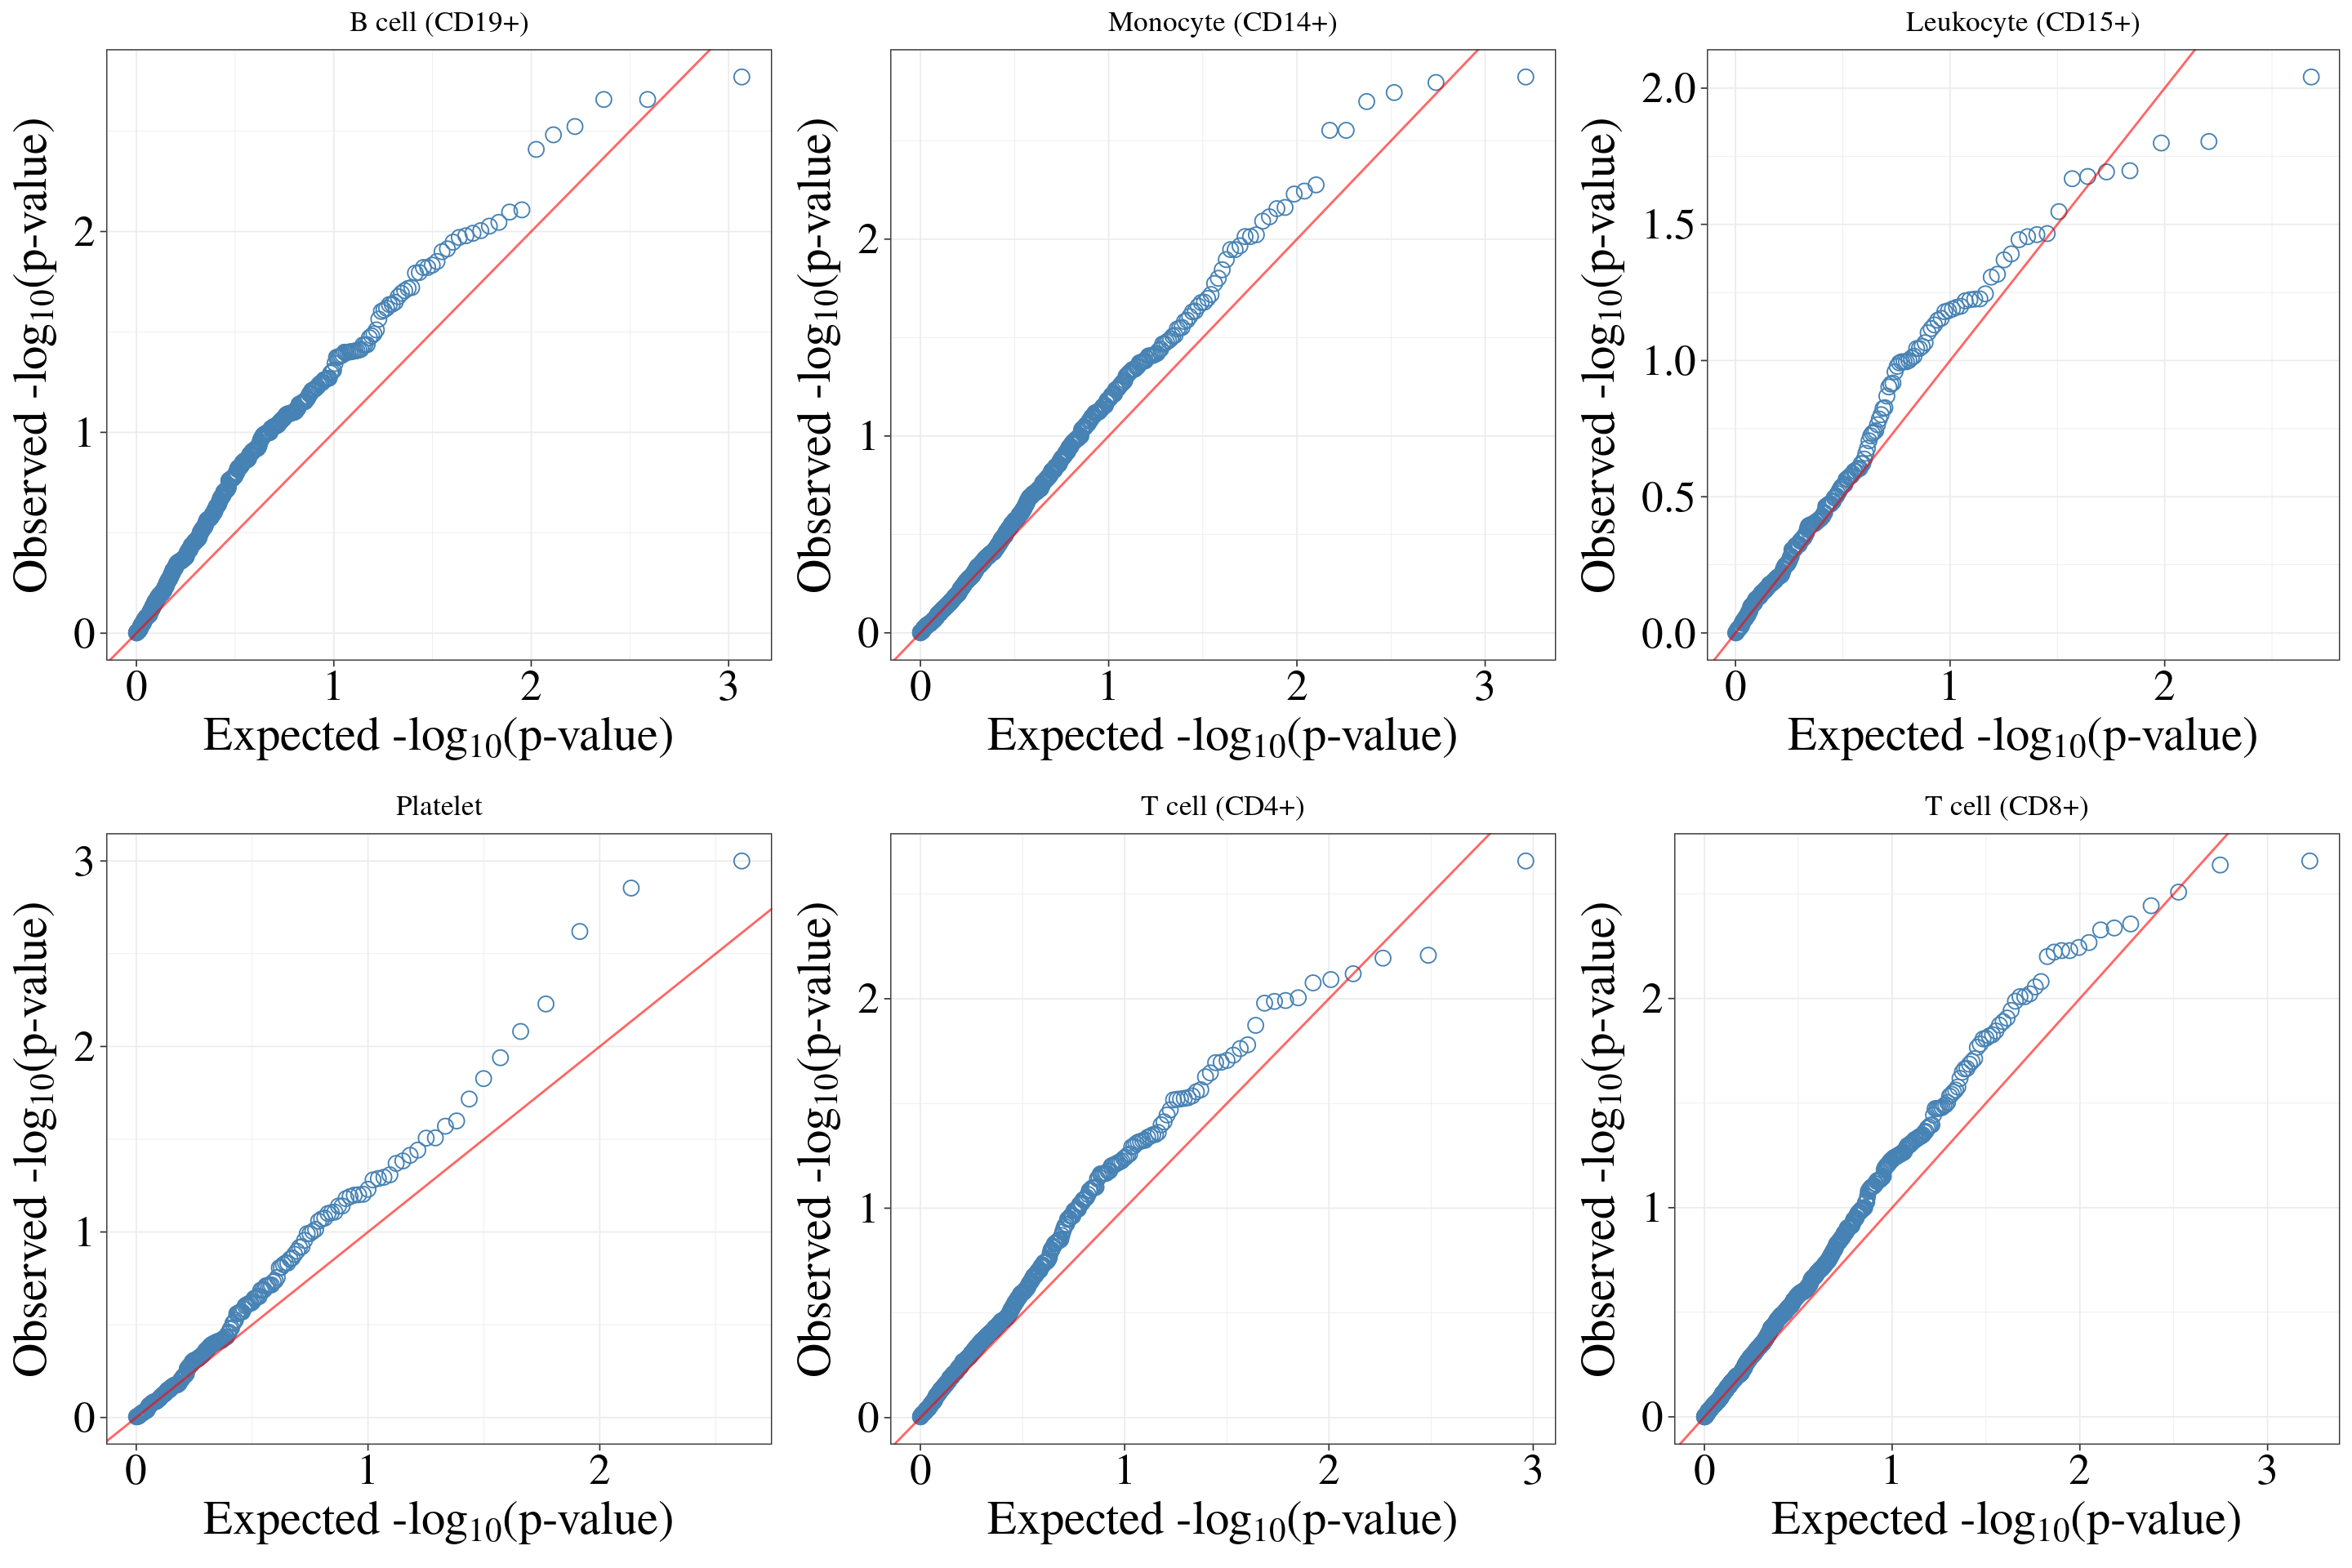 B cell (CD19+)
Observed -log10(p-value)
2
1
0
0 1 2 3
Expected -log10(p-value)
Monocyte (CD14+)
Observed -log10(p-value)
2
1
0
0 1 2 3
Expected -log10(p-value)
Leukocyte (CD15+)
Observed -log10(p-value)
2.0
1.5
1.0
0.5
0.0
0 1 2
Expected -log10(p-value)
Platelet
Observed -log10(p-value)
3
2
1
0
0 1 2
Expected -log10(p-value)
T cell (CD4+)
Observed -log10(p-value)
2
1
0
0 1 2 3
Expected -log10(p-value)
T cell (CD8+)
Observed -log10(p-value)
2
1
0
0 1 2 3
Expected -log10(p-value)